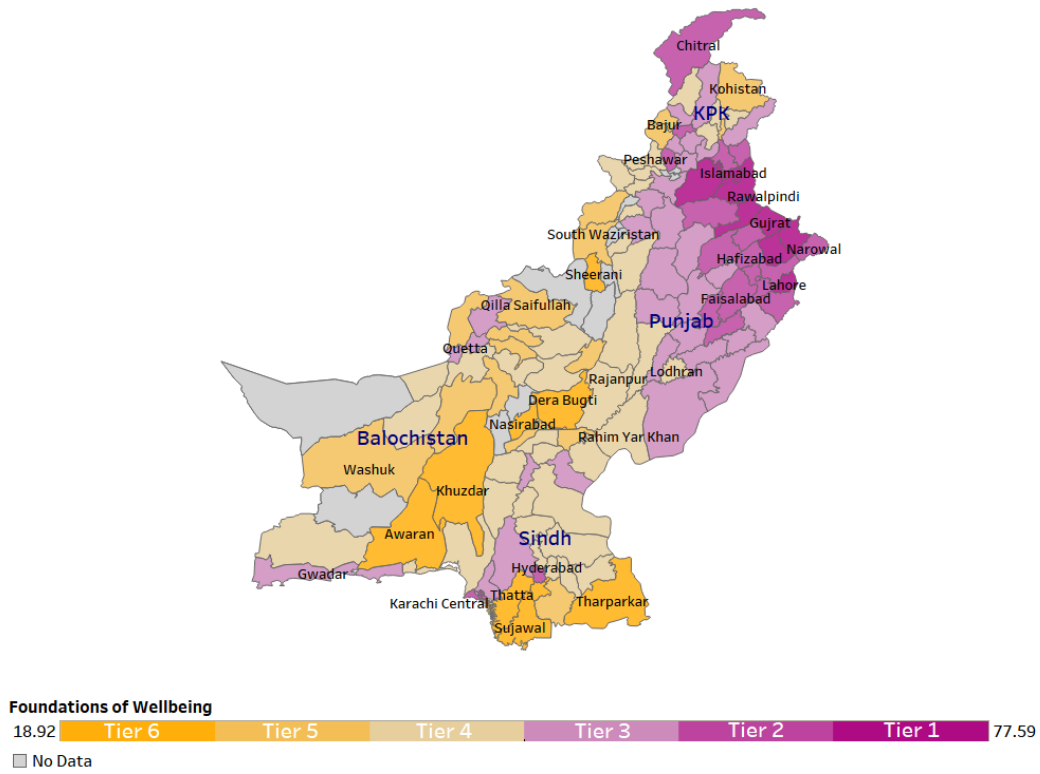 Chitral
Kohistan
KPK
Bajur
Peshawar
Islamabad
Rawalpindi
Gujrat
South Waziristan
Narowal
Hafizabad
Sheerani
Lahore
Faisalabad
Qilla Saifullah
Punjab
Quetta
Lodhran
Rajanpur
Dera Bugti
Nasirabad
Balochistan
Rahim Yar Khan
Washuk
Khuzdar
Awaran
Sindh
Hyderabad
Gwadar
Thatta
Karachi Central
Tharparkar
Sujawal
Foundations of Wellbeing
18.92 Tier 6 Tier 5 Tier 4 Tier 3 Tier 2 Tier 1 77.59
No Data